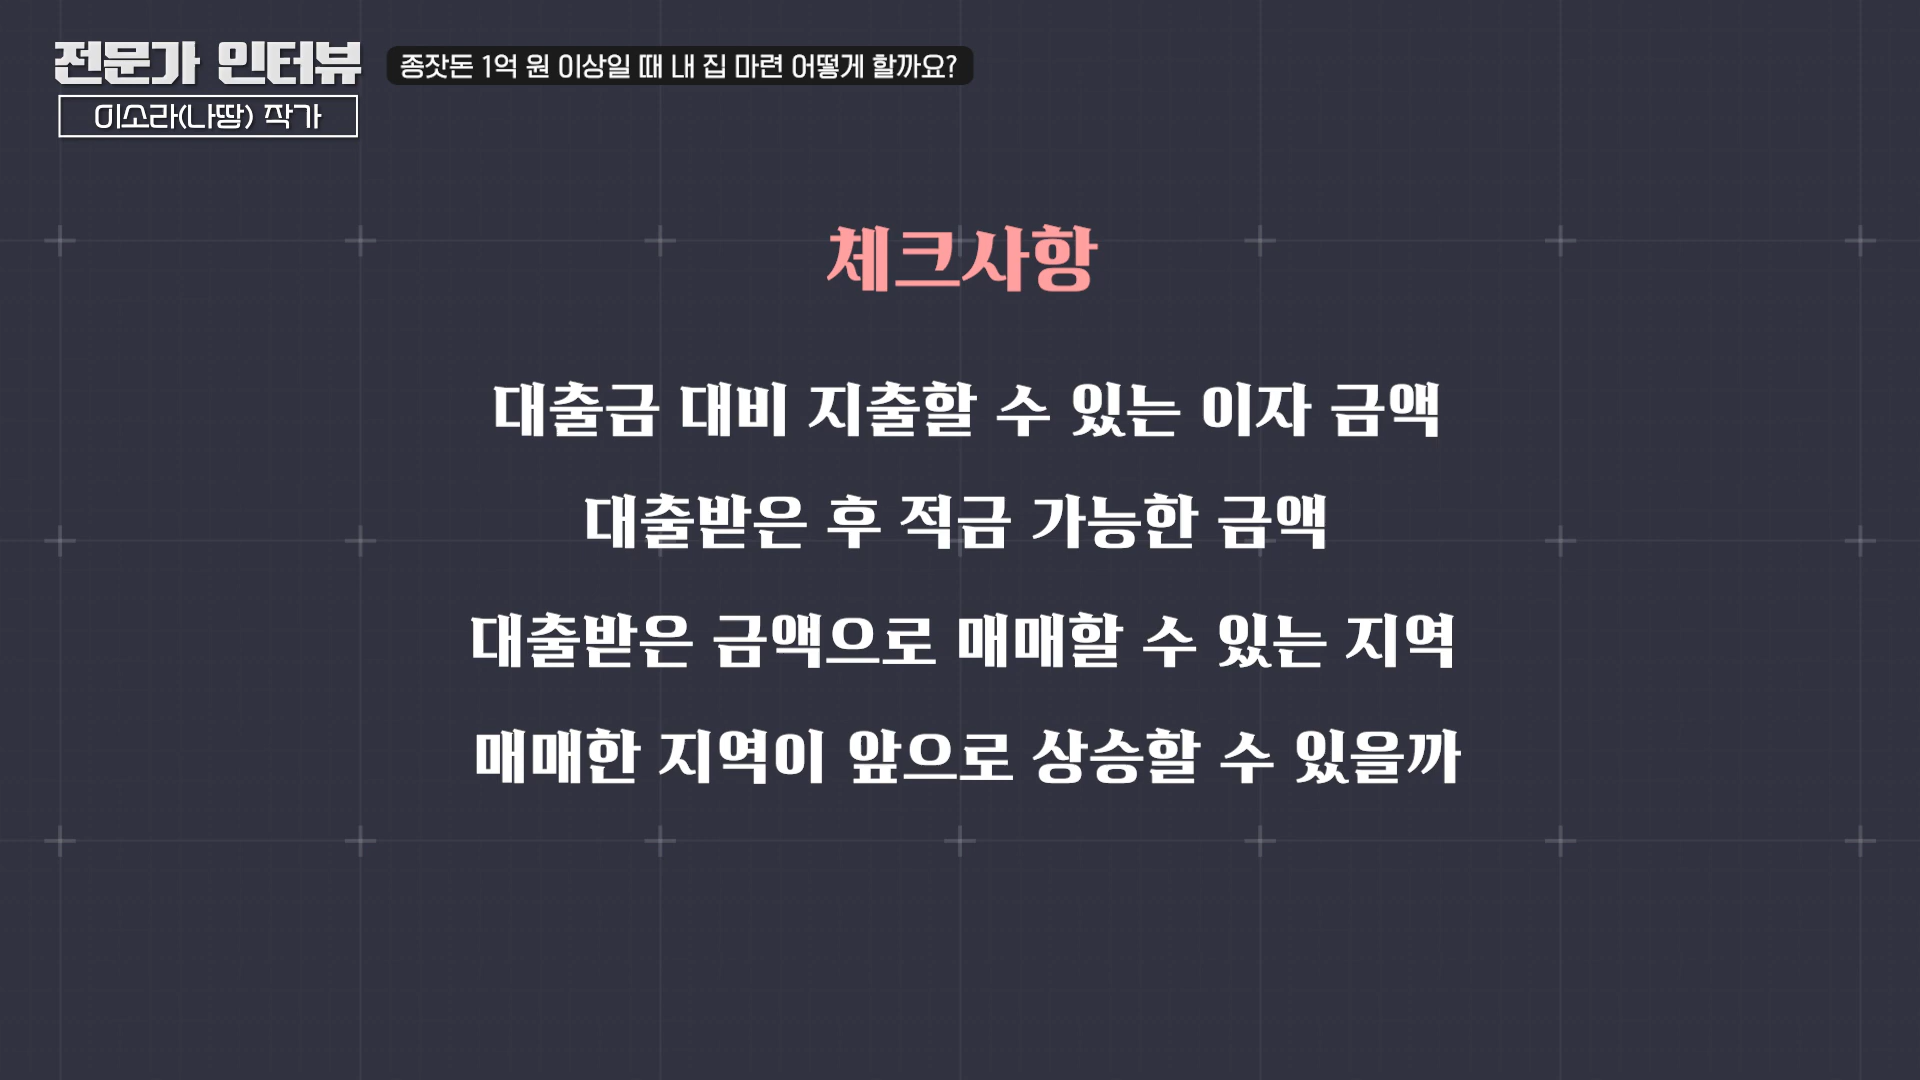 전문가 인터뷰
종잣돈 1억 원 이상일 때 내 집 마련 어떻게 할까요?
이소라(나땅) 작가
체크사항
대출금 대비 지출할 수 있는 이자 금액
대출받은 후 적금 가능한 금액
대출받은 금액으로 매매할 수 있는 지역
매매한 지역이 앞으로 상승할 수 있을까